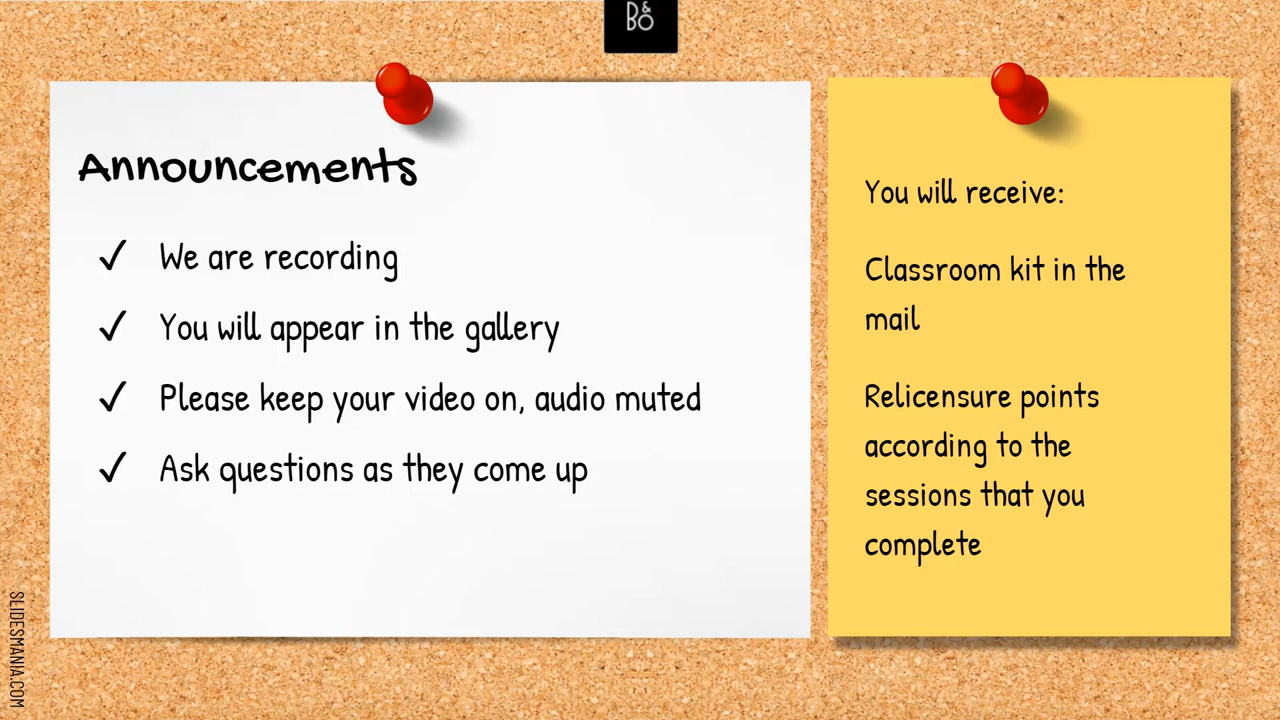 B&O
Announcements
✓ We are recording
✓ You will appear in the gallery
✓ Please keep your video on, audio muted
✓ Ask questions as they come up
You will receive:
Classroom kit in the
mail
Relicensure points
according to the
sessions that you
complete
SLIDESMANIA.COM